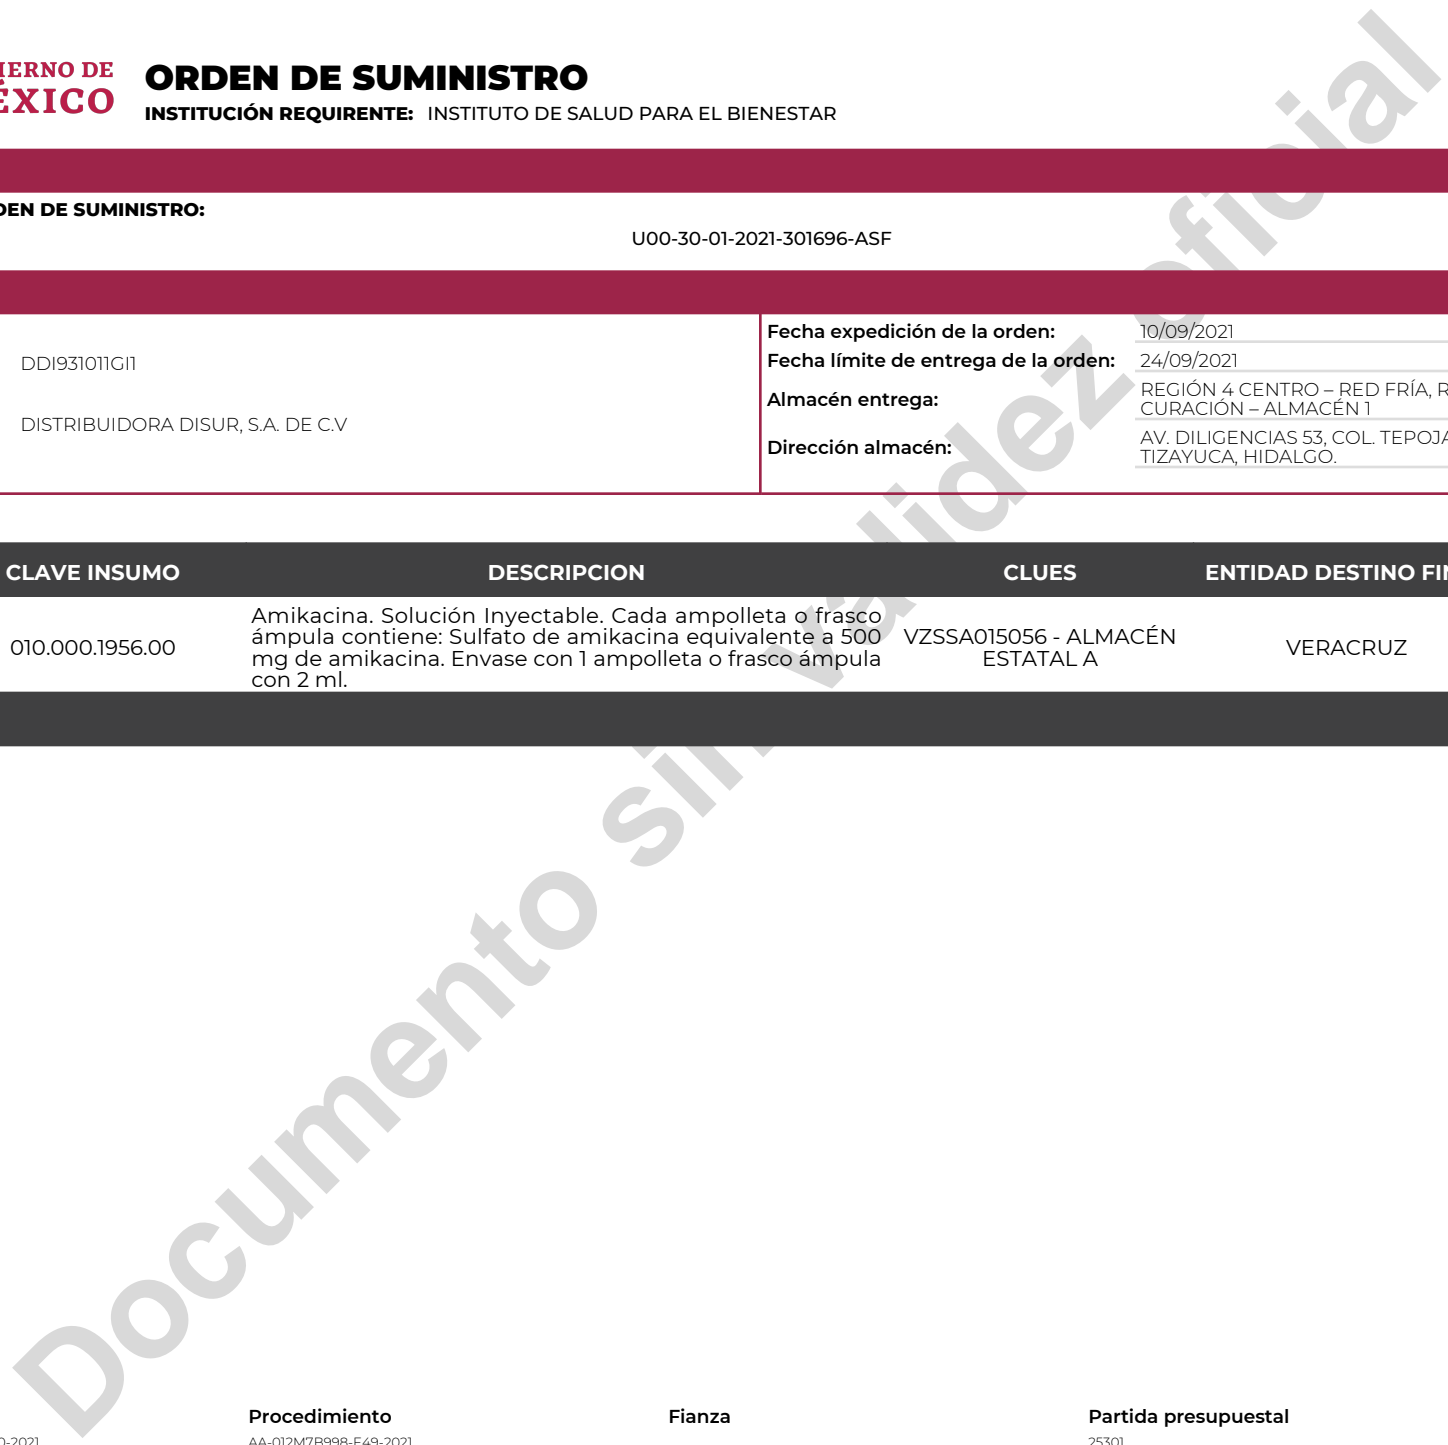 ORDEN DE SUMINISTRO
INSTITUCIÓN REQUIRENTE: INSTITUTO DE SALUD PARA EL BIENESTAR
IERNO DE
ÉXICO
DEN DE SUMINISTRO:
U00-30-01-2021-301696-ASF
DDI931011GI1
DISTRIBUIDORA DISUR, S.A. DE C.V
Fecha expedición de la orden: 10/09/2021
Fecha límite de entrega de la orden: 24/09/2021
Almacén entrega: REGIÓN 4 CENTRO – RED FRÍA, R
CURACIÓN – ALMACÉN 1
Dirección almacén: AV. DILIGENCIAS 53, COL. TEPOJA
TIZAYUCA, HIDALGO.
CLAVE INSUMO DESCRIPCION CLUES ENTIDAD DESTINO FIN
010.000.1956.00
Amikacina. Solución Inyectable. Cada ampolleta o frasco
ámpula contiene: Sulfato de amikacina equivalente a 500
mg de amikacina. Envase con 1 ampolleta o frasco ámpula
con 2 ml.
VZSSA015056 - ALMACÉN
ESTATAL A
VERACRUZ
Documento sin validez oficial
Procedimiento Fianza Partida presupuestal
0-2021 AA-012M7B998-E49-2021 25301